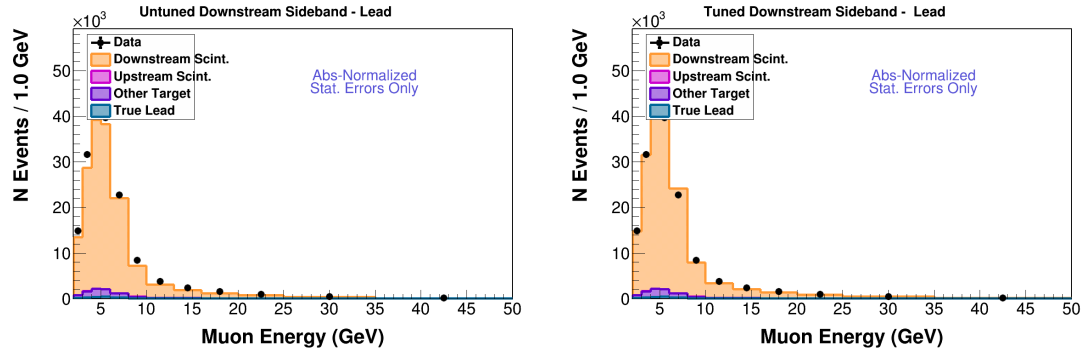 Untuned Downstream Sideband - Lead
×10³
N Events / 1.0 GeV
50
40
30
20
10
0
Data
Downstream Scint.
Upstream Scint.
Other Target
True Lead
Abs-Normalized
Stat. Errors Only
5 10 15 20 25 30 35 40 45 50
Muon Energy (GeV)
Tuned Downstream Sideband - Lead
×10³
N Events / 1.0 GeV
50
40
30
20
10
0
Data
Downstream Scint.
Upstream Scint.
Other Target
True Lead
Abs-Normalized
Stat. Errors Only
5 10 15 20 25 30 35 40 45 50
Muon Energy (GeV)